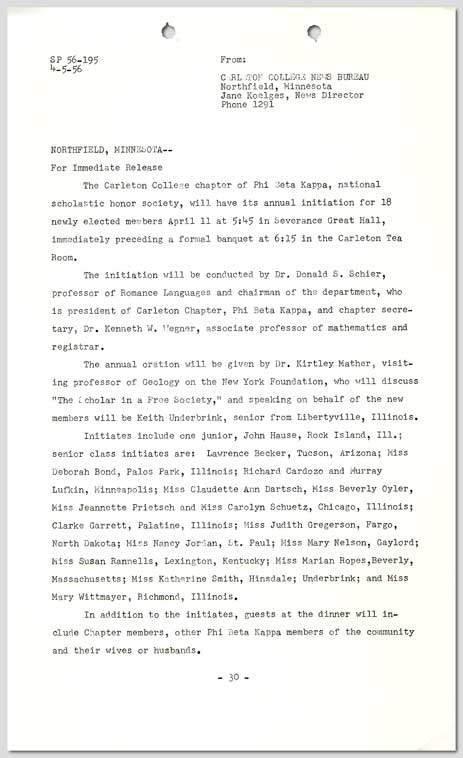 SP 56-195
4-5-56
From:
CARLETON COLLEGE NEWS BUREAU
Northfield, Minnesota
Jane Koelges, News Director
Phone 1291
NORTHFIELD, MINNESOTA--
For Immediate Release
The Carleton College chapter of Phi Beta Kappa, national
scholastic honor society, will have its annual initiation for 18
newly elected members April 11 at 5:45 in Severance Great Hall,
immediately preceding a formal banquet at 6:15 in the Carleton Tea
Room.
The initiation will be conducted by Dr. Donald S. Schier,
professor of Romance Languages and chairman of the department, who
is president of Carleton Chapter, Phi Beta Kappa, and chapter secre-
tary, Dr. Kenneth W. Wegner, associate professor of mathematics and
registrar.
The annual oration will be given by Dr. Kirtley Mather, visit-
ing professor of Geology on the New York Foundation, who will discuss
"The Scholar in a Free Society," and speaking on behalf of the new
members will be Keith Underbrink, senior from Libertyville, Illinois.
Initiates include one junior, John Hause, Rock Island, Ill.;
senior class initiates are: Lawrence Becker, Tucson, Arizona; Miss
Deborah Bond, Palos Park, Illinois; Richard Cardozo and Murray
Lufkin, Minneapolis; Miss Claudette Ann Dartsch, Miss Beverly Oyler,
Miss Jeannette Prietsch and Miss Carolyn Schuetz, Chicago, Illinois;
Clarke Garrett, Palatine, Illinois; Miss Judith Gregerson, Fargo,
North Dakota; Miss Nancy Jordan, St. Paul; Miss Mary Nelson, Gaylord;
Miss Susan Rannells, Lexington, Kentucky; Miss Marian Ropes,Beverly,
Massachusetts; Miss Katherine Smith, Hinsdale; Underbrink; and Miss
Mary Wittmayer, Richmond, Illinois.
In addition to the initiates, guests at the dinner will in-
clude Chapter members, other Phi Beta Kappa members of the community
and their wives or husbands.
- 30 -